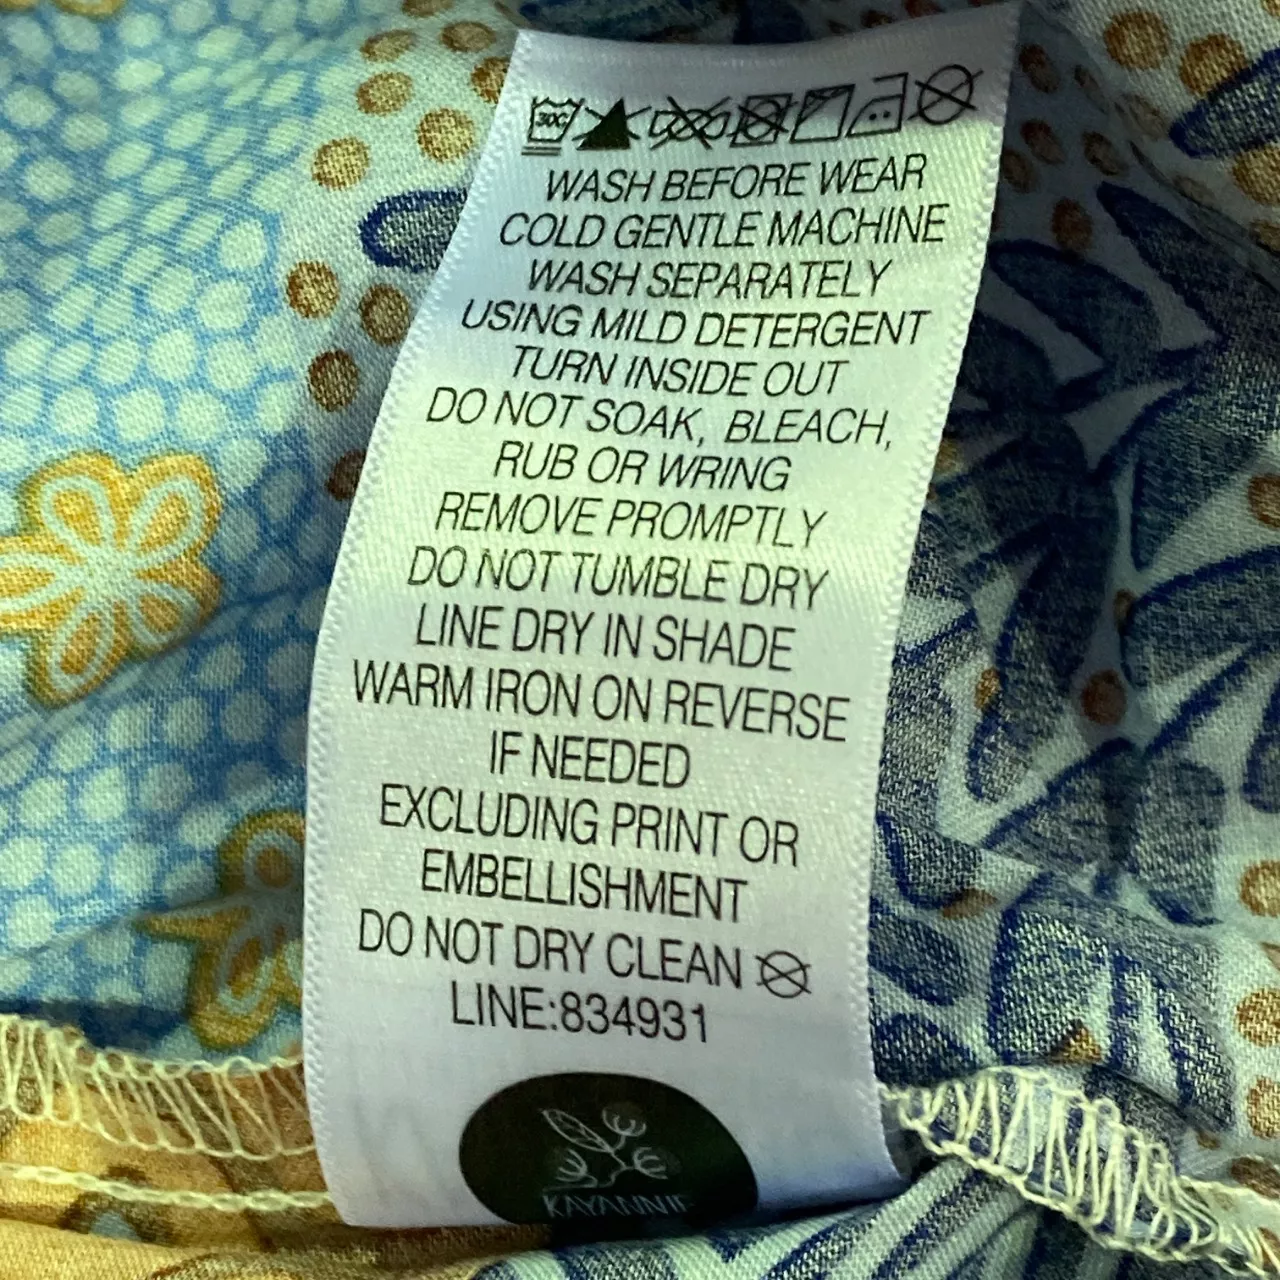 30C
WASH BEFORE WEAR
COLD GENTLE MACHINE
WASH SEPARATELY
USING MILD DETERGENT
TURN INSIDE OUT
DO NOT SOAK, BLEACH,
RUB OR WRING
REMOVE PROMPTLY
DO NOT TUMBLE DRY
LINE DRY IN SHADE
WARM IRON ON REVERSE
IF NEEDED
EXCLUDING PRINT OR
EMBELLISHMENT
DO NOT DRY CLEAN
LINE:834931
KAYANNIE